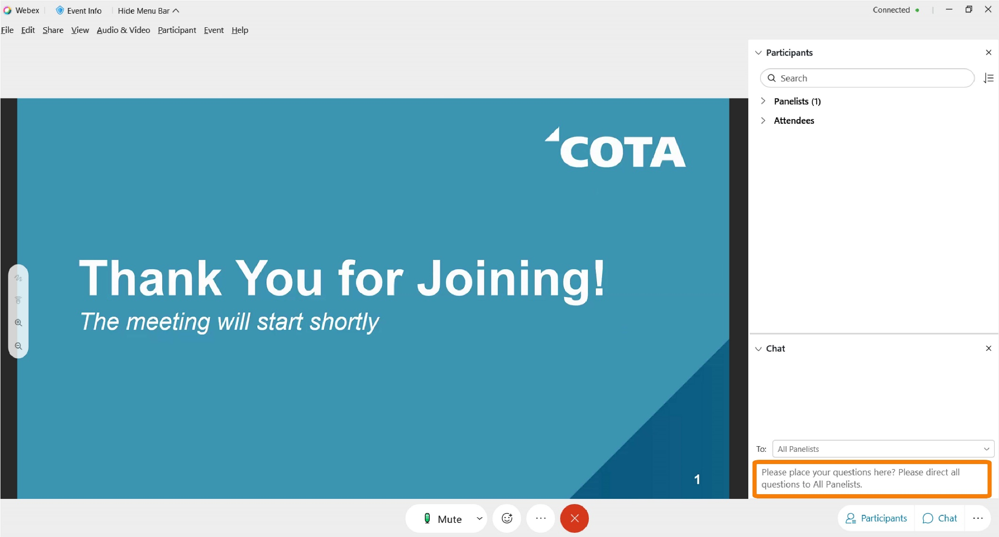 Webex
Event Info
Hide Menu Bar
Connected
File Edit Share View Audio & Video Participant Event Help
Participants
Search
Panelists (1)
Attendees
COTA
Thank You for Joining!
The meeting will start shortly
1
Chat
To: All Panelists
Please place your questions here? Please direct all
questions to All Panelists.
Mute
Participants
Chat